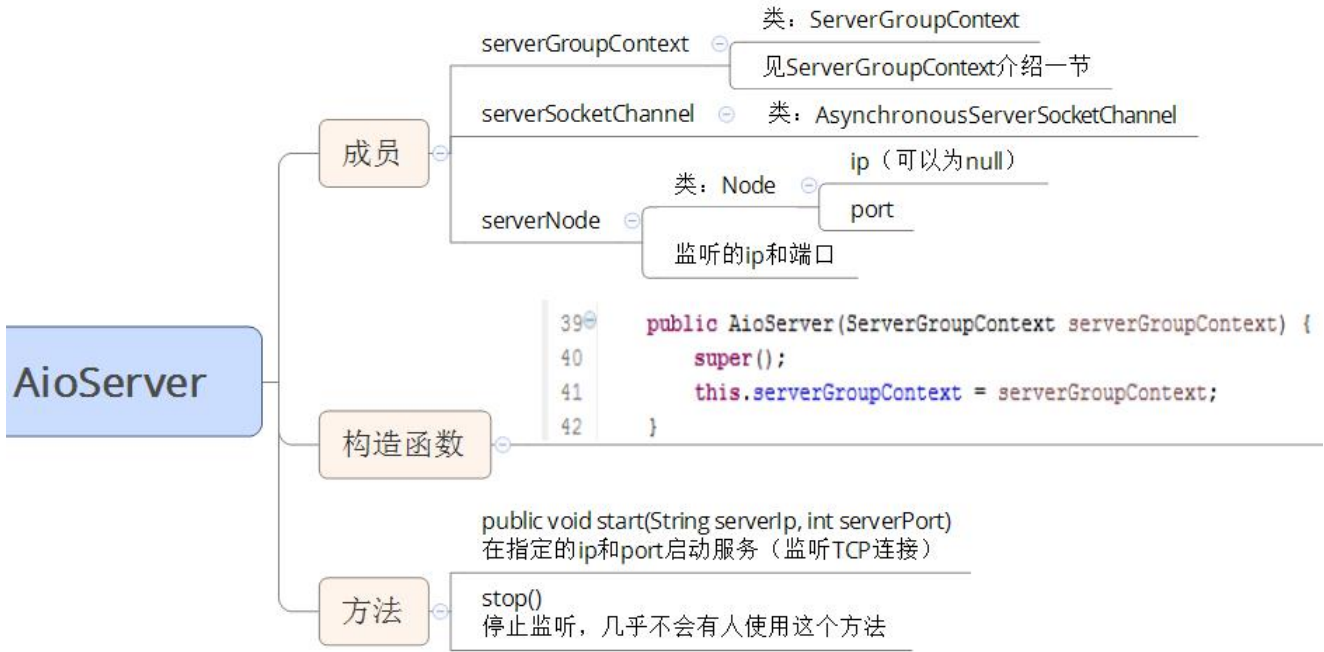 AioServer
成员
serverGroupContext
类：ServerGroupContext
见ServerGroupContext介绍一节
serverSocketChannel
类：AsynchronousServerSocketChannel
serverNode
类：Node
ip（可以为null）
port
监听的ip和端口
构造函数
39 public AioServer(ServerGroupContext serverGroupContext) {
40 super();
41 this.serverGroupContext = serverGroupContext;
42 }
方法
public void start(String serverIp, int serverPort)
在指定的ip和port启动服务（监听TCP连接）
stop()
停止监听，几乎不会有人使用这个方法